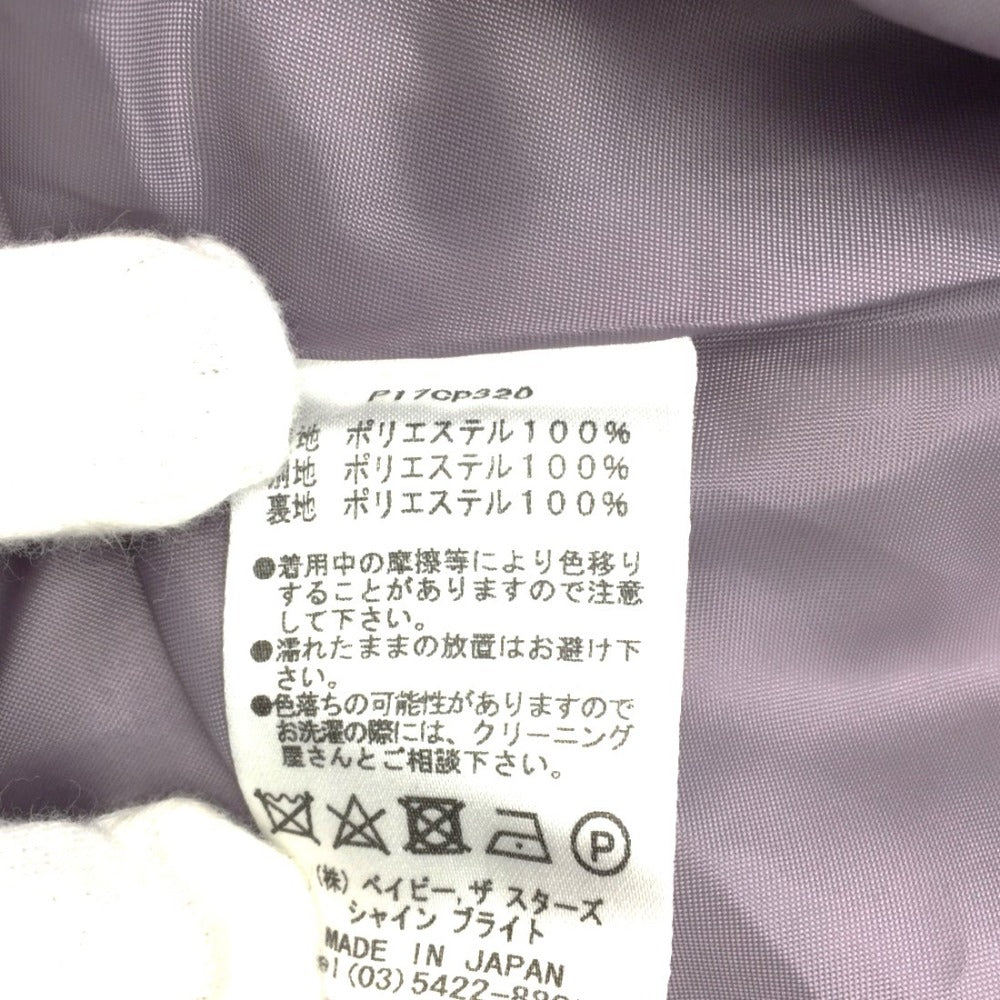 P17CP320
地 ポリエステル100%
別地 ポリエステル100%
裏地 ポリエステル100%
●着用中の摩擦等により色移り
することがありますので注意
して下さい。
●濡れたままの放置はお避け下
さい。
●色落ちの可能性がありますので
お洗濯の際には、クリーニング
屋さんとご相談下さい。
P
(株) ベイビー,ザ スターズ
シャイン ブライト
MADE IN JAPAN
(03)5422-